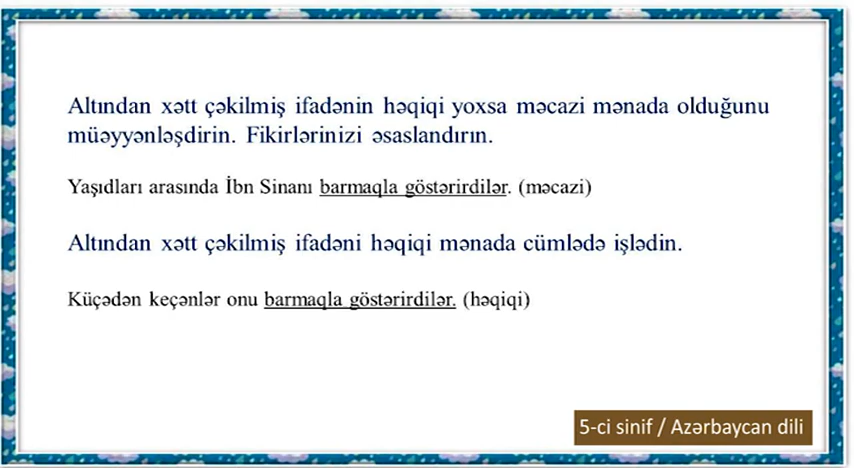 Altından xətt çəkilmiş ifadənin həqiqi yoxsa məcazi mənada olduğunu
müəyyənləşdirin. Fikirlərinizi əsaslandırın.
Yaşıdları arasında İbn Sinanı barmaqla göstərirdilər. (məcazi)
Altından xətt çəkilmiş ifadəni həqiqi mənada cümlədə işlədin.
Küçədən keçənlər onu barmaqla göstərirdilər. (həqiqi)
5-ci sinif / Azərbaycan dili